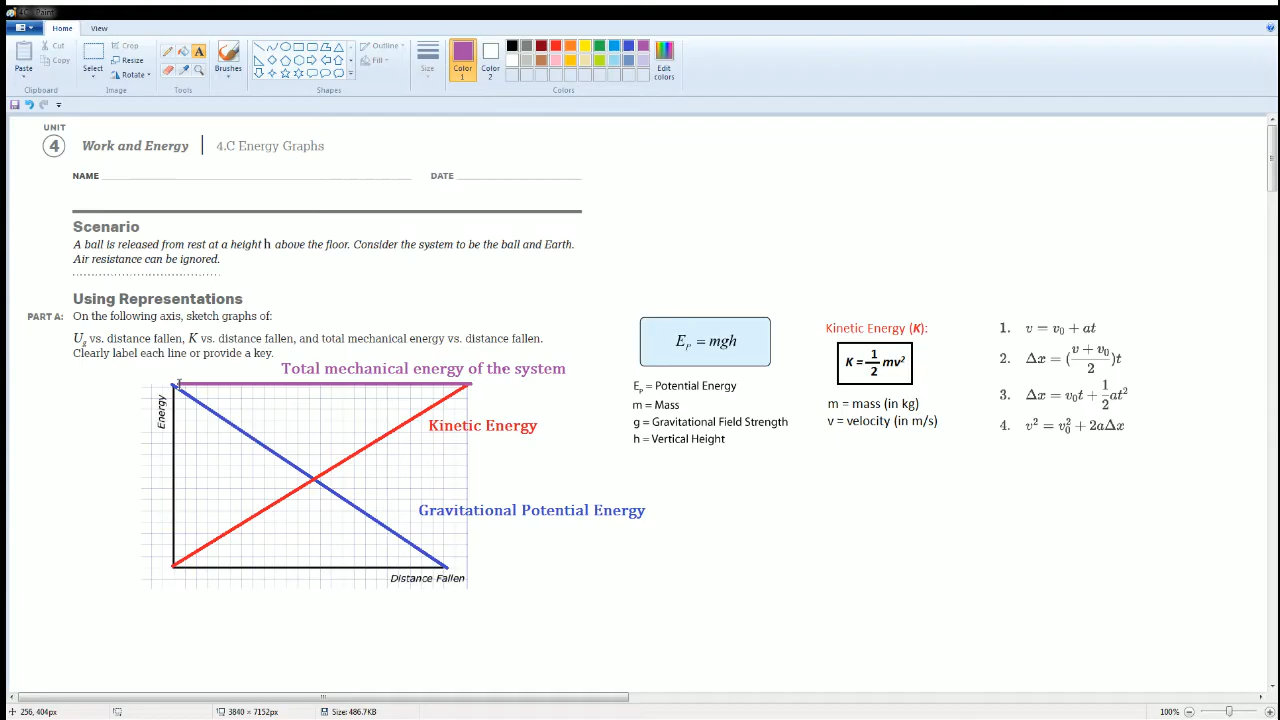 4C - Paint
Home
View
Paste
Cut
Copy
Clipboard
Select
Crop
Resize
Rotate
Image
A
Tools
Brushes
Outline
Fill
Shapes
Size
Color
1
Color
2
Edit
colors
Colors
UNIT
4
Work and Energy
4.C Energy Graphs
NAME
DATE
Scenario
A ball is released from rest at a height h above the floor. Consider the system to be the ball and Earth.
Air resistance can be ignored.
Using Representations
PART A: On the following axis, sketch graphs of:
Ug vs. distance fallen, K vs. distance fallen, and total mechanical energy vs. distance fallen.
Clearly label each line or provide a key.
Total mechanical energy of the system
Energy
Kinetic Energy
Gravitational Potential Energy
Distance Fallen
EP = mgh
EP = Potential Energy
m = Mass
g = Gravitational Field Strength
h = Vertical Height
Kinetic Energy (K):
K = 1/2 mv²
m = mass (in kg)
v = velocity (in m/s)
1. v = v₀ + at
2. Δx = (v + v₀ / 2)t
3. Δx = v₀t + 1/2 at²
4. v² = v₀² + 2aΔx
256, 404px
3840 × 7152px
Size: 486.7KB
100%